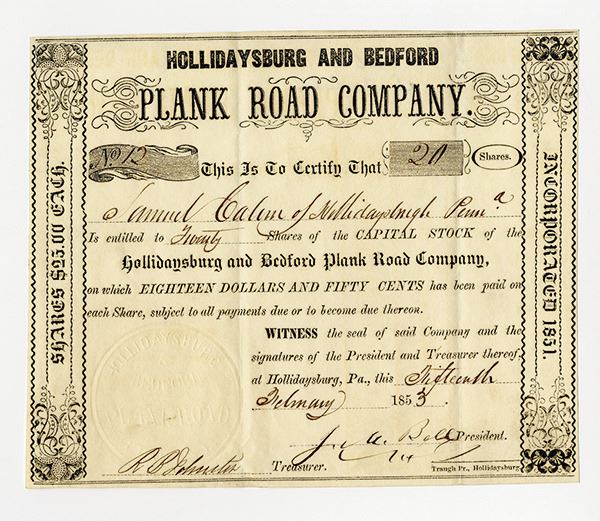 HOLLIDAYSBURG AND BEDFORD
PLANK ROAD COMPANY.
No 12
This Is To Certify That
20
Shares.
Samuel Calvin of Hollidaysburgh Penn a
Is entitled to Twenty Shares of the CAPITAL STOCK of the
Hollidaysburg and Bedford Plank Road Company,
on which EIGHTEEN DOLLARS AND FIFTY CENTS has been paid on
each Share, subject to all payments due or to become due thereon.
WITNESS the seal of said Company and the
signatures of the President and Treasurer thereof,
at Hollidaysburg, Pa., this Fifteenth
February 1853
President.
Treasurer.
Traugh Pr., Hollidaysburg
SHARES $25.00 EACH.
INCORPORATED 1851.
HOLLIDAYSBURG